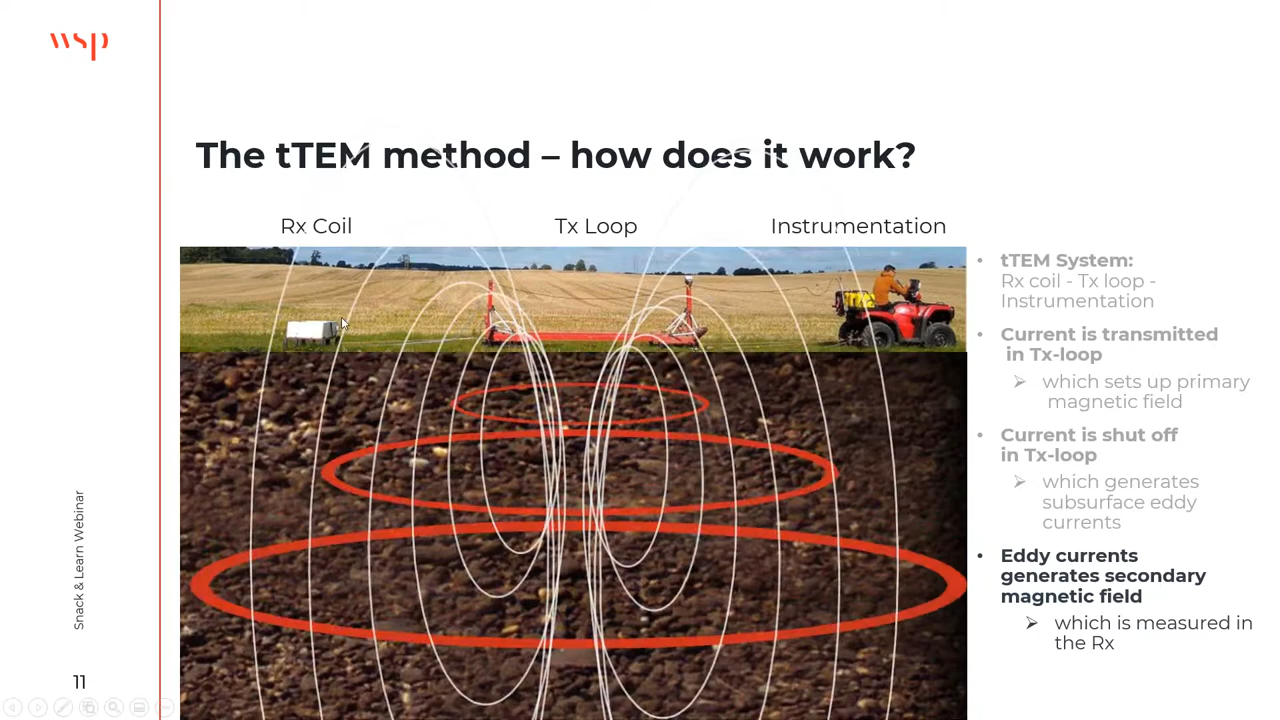 wsp
The tTEM method – how does it work?
Rx Coil
Tx Loop
Instrumentation
• tTEM System:
Rx coil - Tx loop -
Instrumentation
• Current is transmitted
in Tx-loop
➢ which sets up primary
magnetic field
• Current is shut off
in Tx-loop
➢ which generates
subsurface eddy
currents
• Eddy currents
generates secondary
magnetic field
➢ which is measured in
the Rx
Snack & Learn Webinar
11